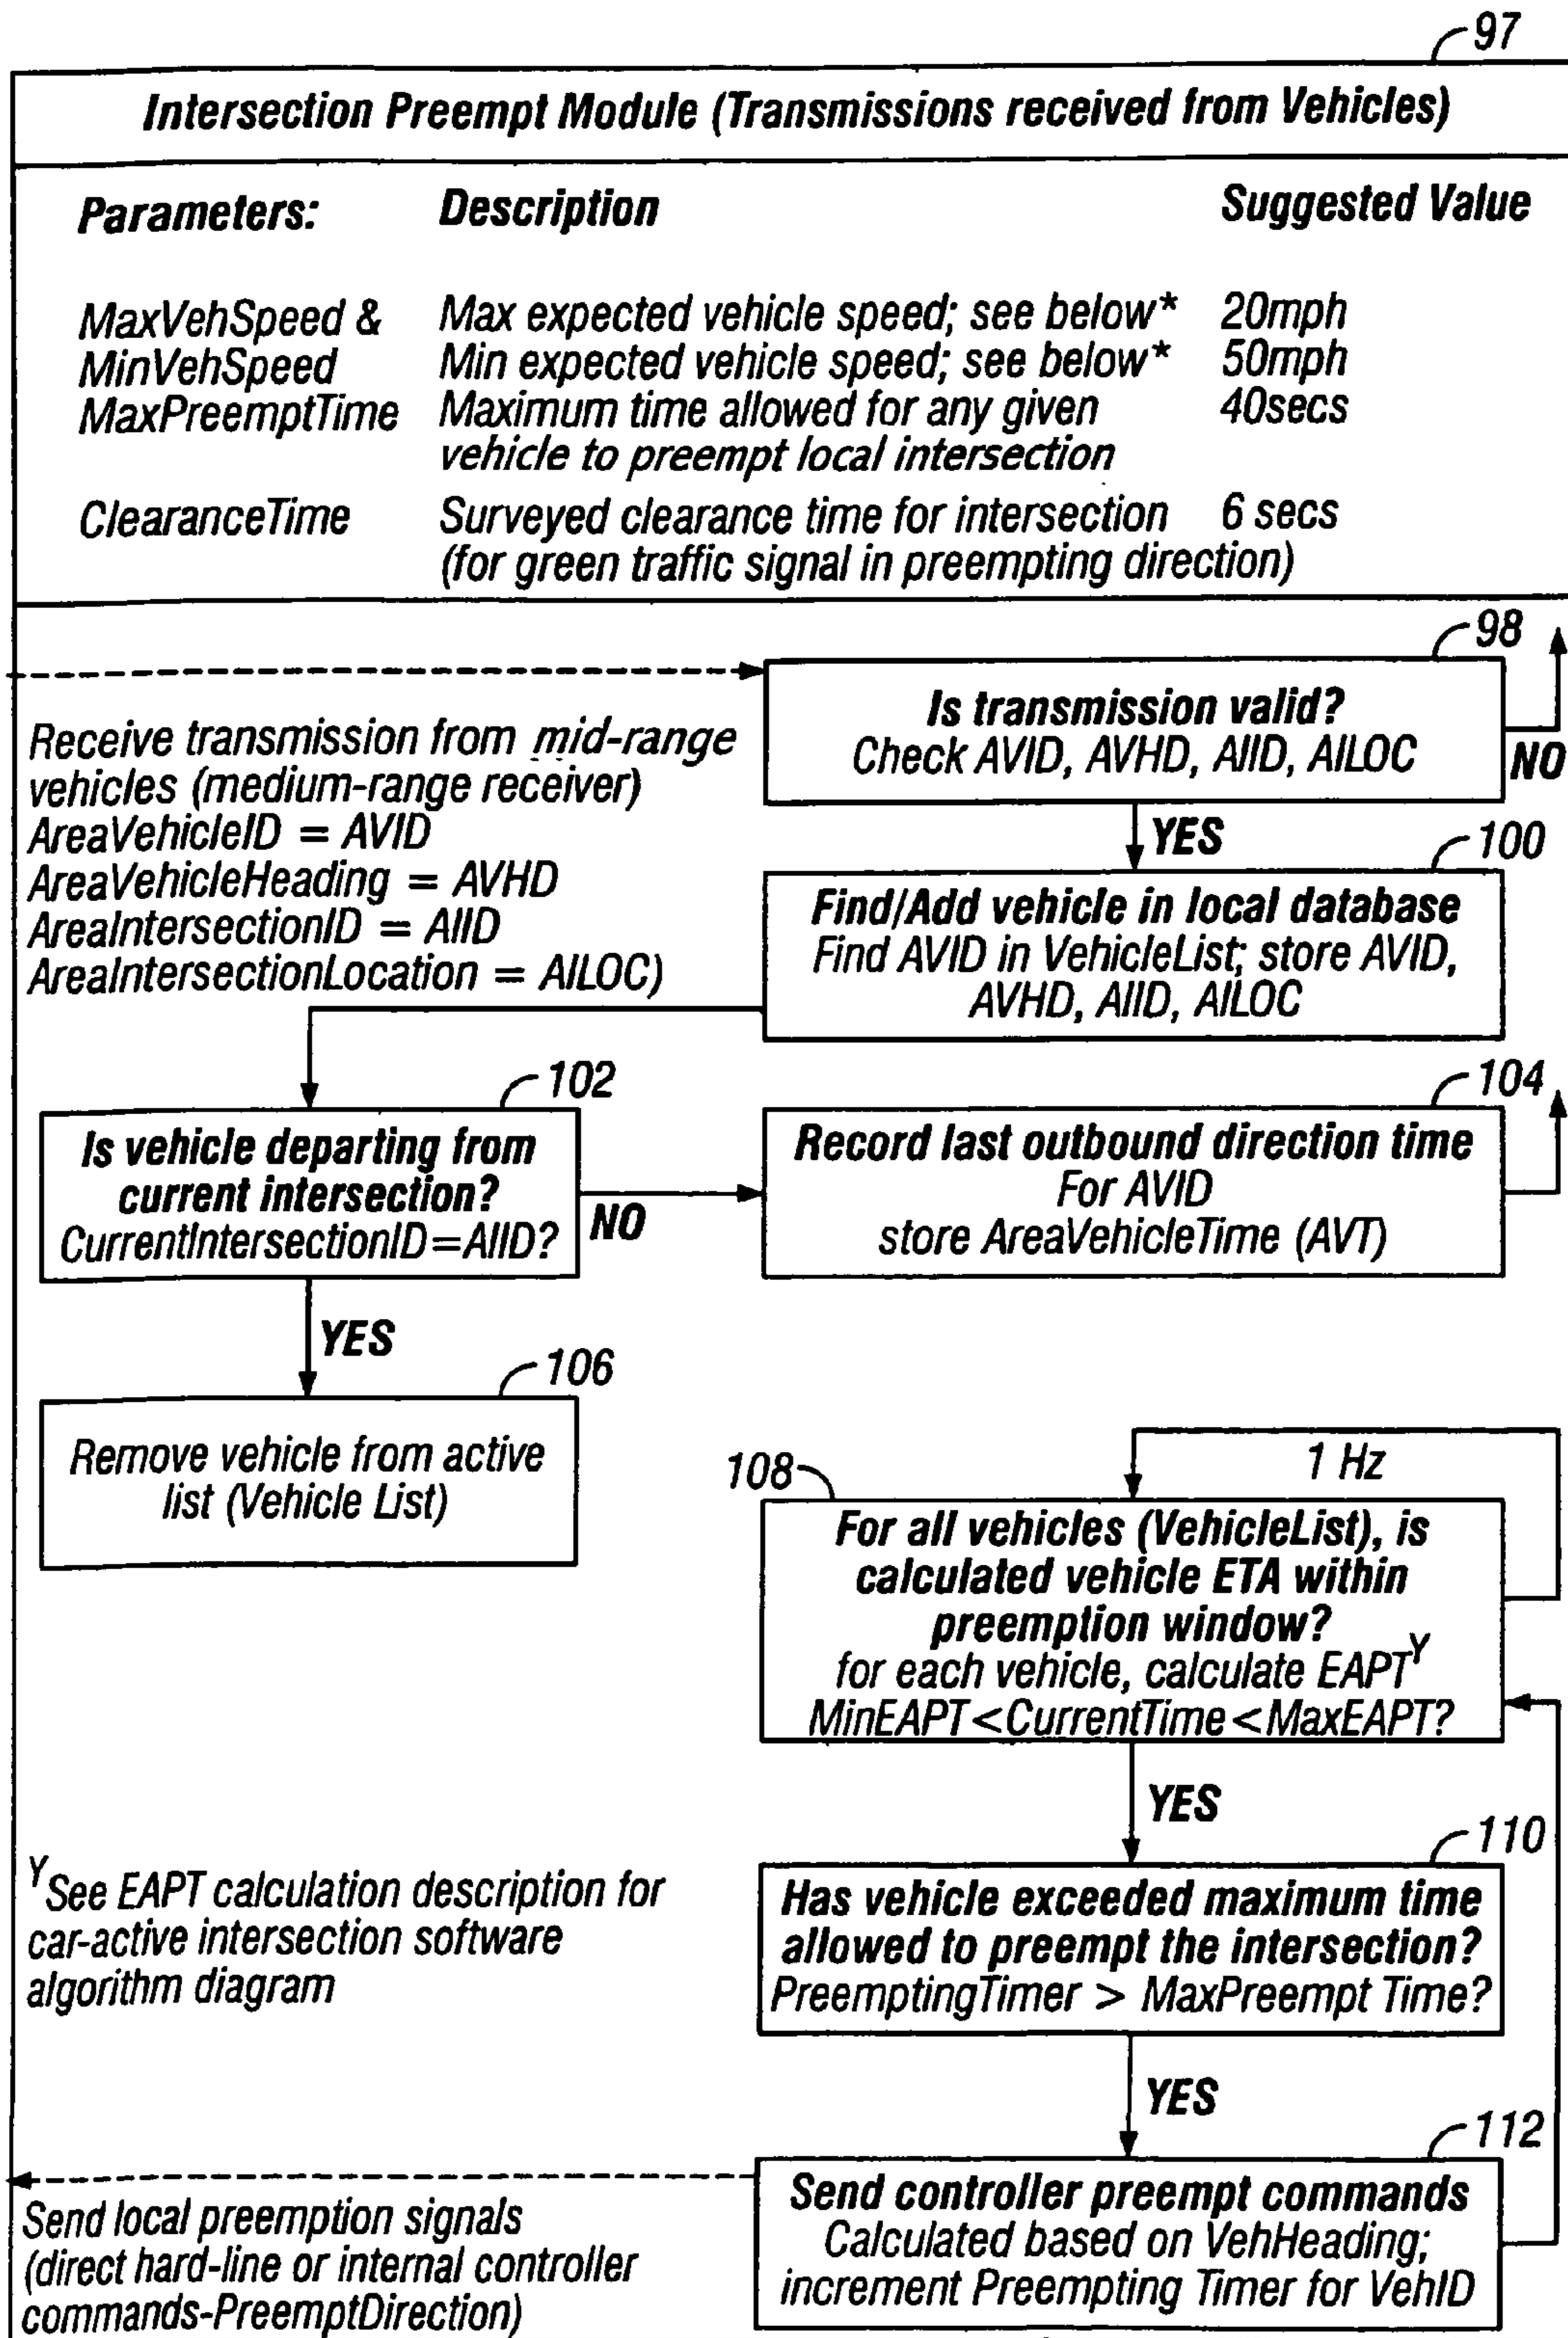 97
Intersection Preempt Module (Transmissions received from Vehicles)
Parameters: Description Suggested Value
MaxVehSpeed & Max expected vehicle speed; see below* 20mph
MinVehSpeed Min expected vehicle speed; see below* 50mph
MaxPreemptTime Maximum time allowed for any given 40secs
vehicle to preempt local intersection
ClearanceTime Surveyed clearance time for intersection 6 secs
(for green traffic signal in preempting direction)
98
Is transmission valid?
Check AVID, AVHD, AIID, AILOC
NO
Receive transmission from mid-range
vehicles (medium-range receiver)
AreaVehicleID = AVID
AreaVehicleHeading = AVHD
AreaIntersectionID = AIID
AreaIntersectionLocation = AILOC)
YES
100
Find/Add vehicle in local database
Find AVID in VehicleList; store AVID,
AVHD, AIID, AILOC
102
Is vehicle departing from
current intersection?
CurrentIntersectionID=AIID?
NO
104
Record last outbound direction time
For AVID
store AreaVehicleTime (AVT)
YES
106
Remove vehicle from active
list (Vehicle List)
1 Hz
108
For all vehicles (VehicleList), is
calculated vehicle ETA within
preemption window?
for each vehicle, calculate EAPTY
MinEAPT<CurrentTime<MaxEAPT?
YES
110
Has vehicle exceeded maximum time
allowed to preempt the intersection?
PreemptingTimer > MaxPreempt Time?
YSee EAPT calculation description for
car-active intersection software
algorithm diagram
YES
112
Send controller preempt commands
Calculated based on VehHeading;
increment Preempting Timer for VehID
Send local preemption signals
(direct hard-line or internal controller
commands-PreemptDirection)